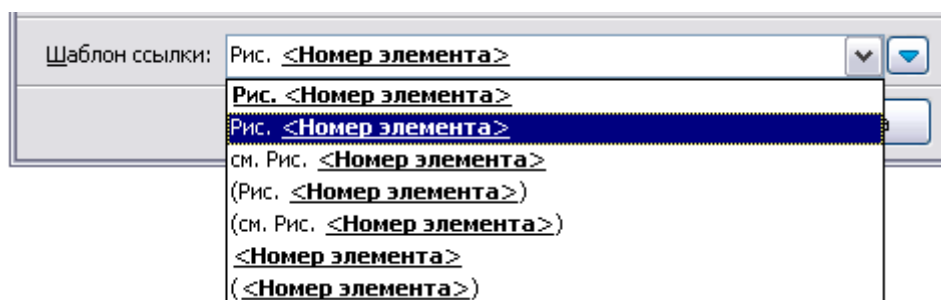 Шаблон ссылки: Рис. <Номер элемента>
Рис. <Номер элемента>
Рис. <Номер элемента>
см. Рис. <Номер элемента>
(Рис. <Номер элемента>)
(см. Рис. <Номер элемента>)
<Номер элемента>
(<Номер элемента>)